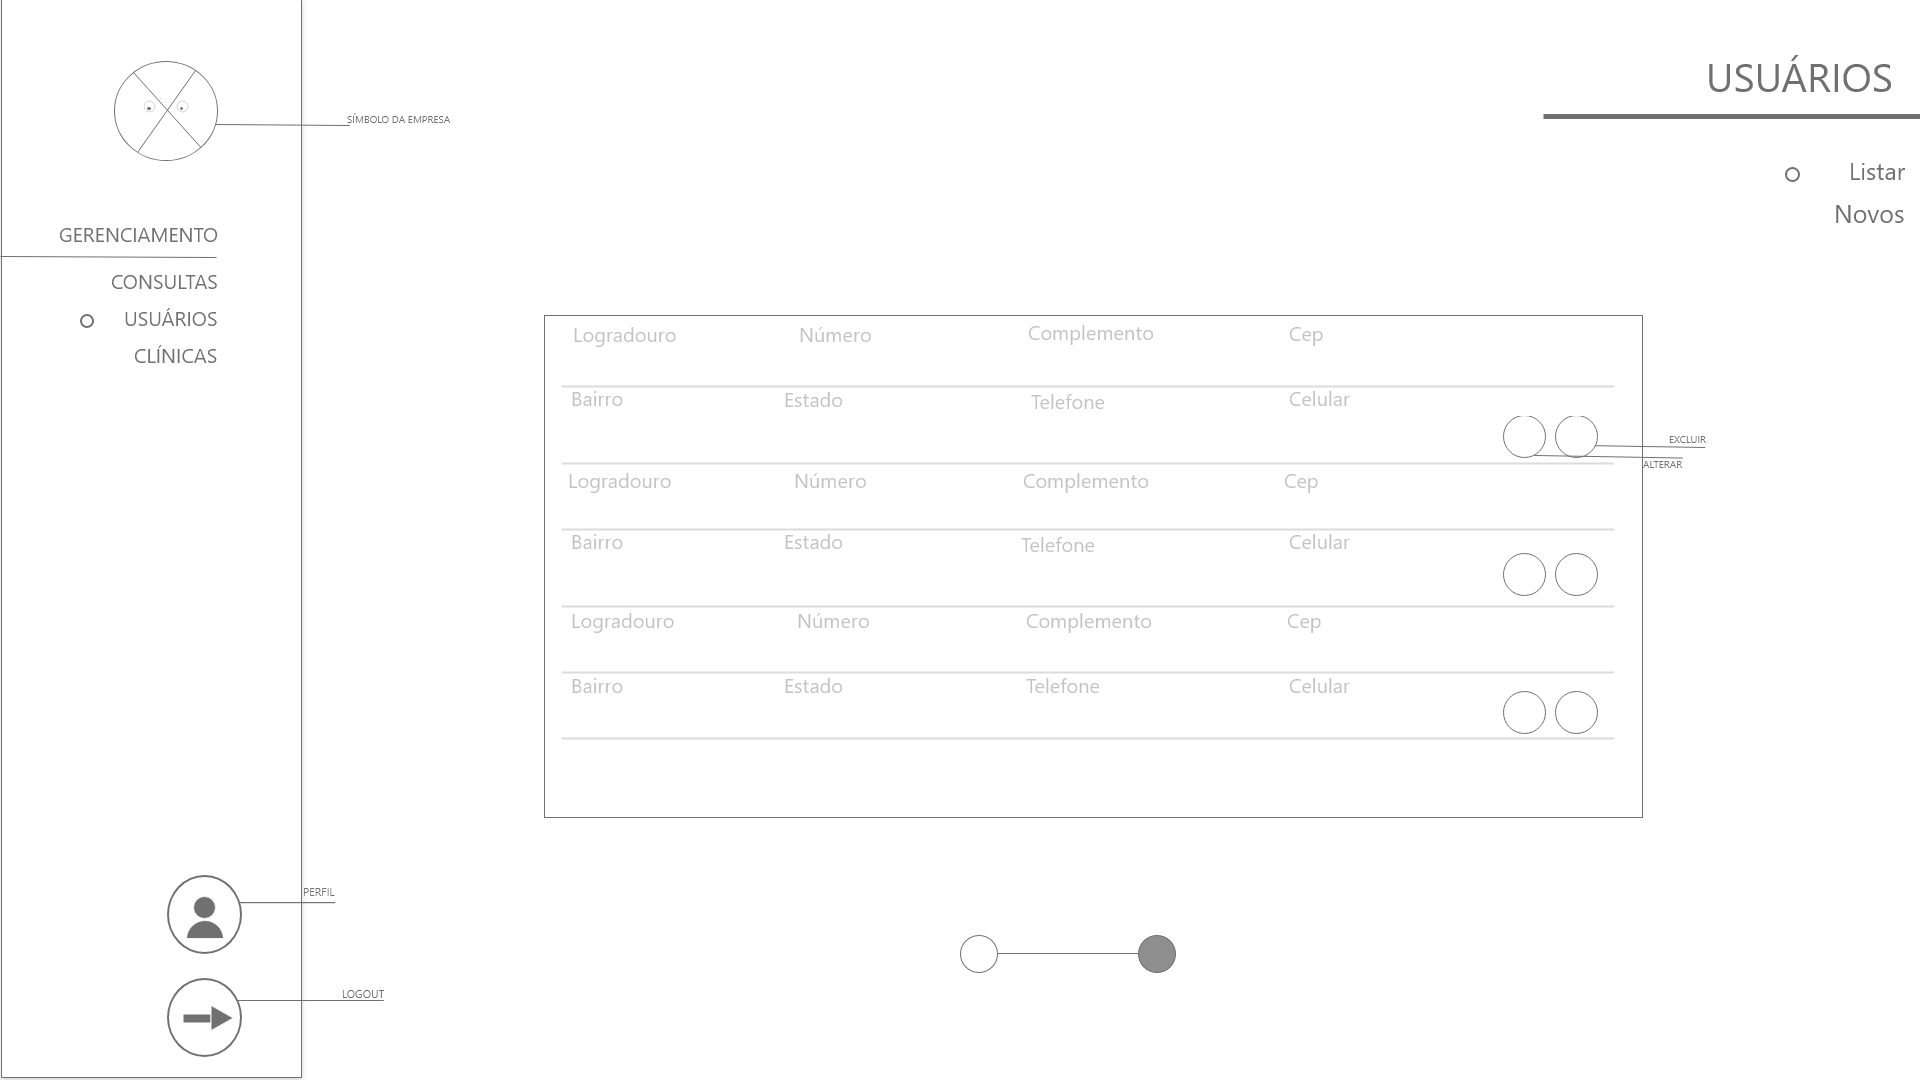 SÍMBOLO DA EMPRESA
GERENCIAMENTO
CONSULTAS
USUÁRIOS
CLÍNICAS
PERFIL
LOGOUT
USUÁRIOS
Listar
Novos
Logradouro Número Complemento Cep
Bairro Estado Telefone Celular
EXCLUIR
ALTERAR
Logradouro Número Complemento Cep
Bairro Estado Telefone Celular
Logradouro Número Complemento Cep
Bairro Estado Telefone Celular